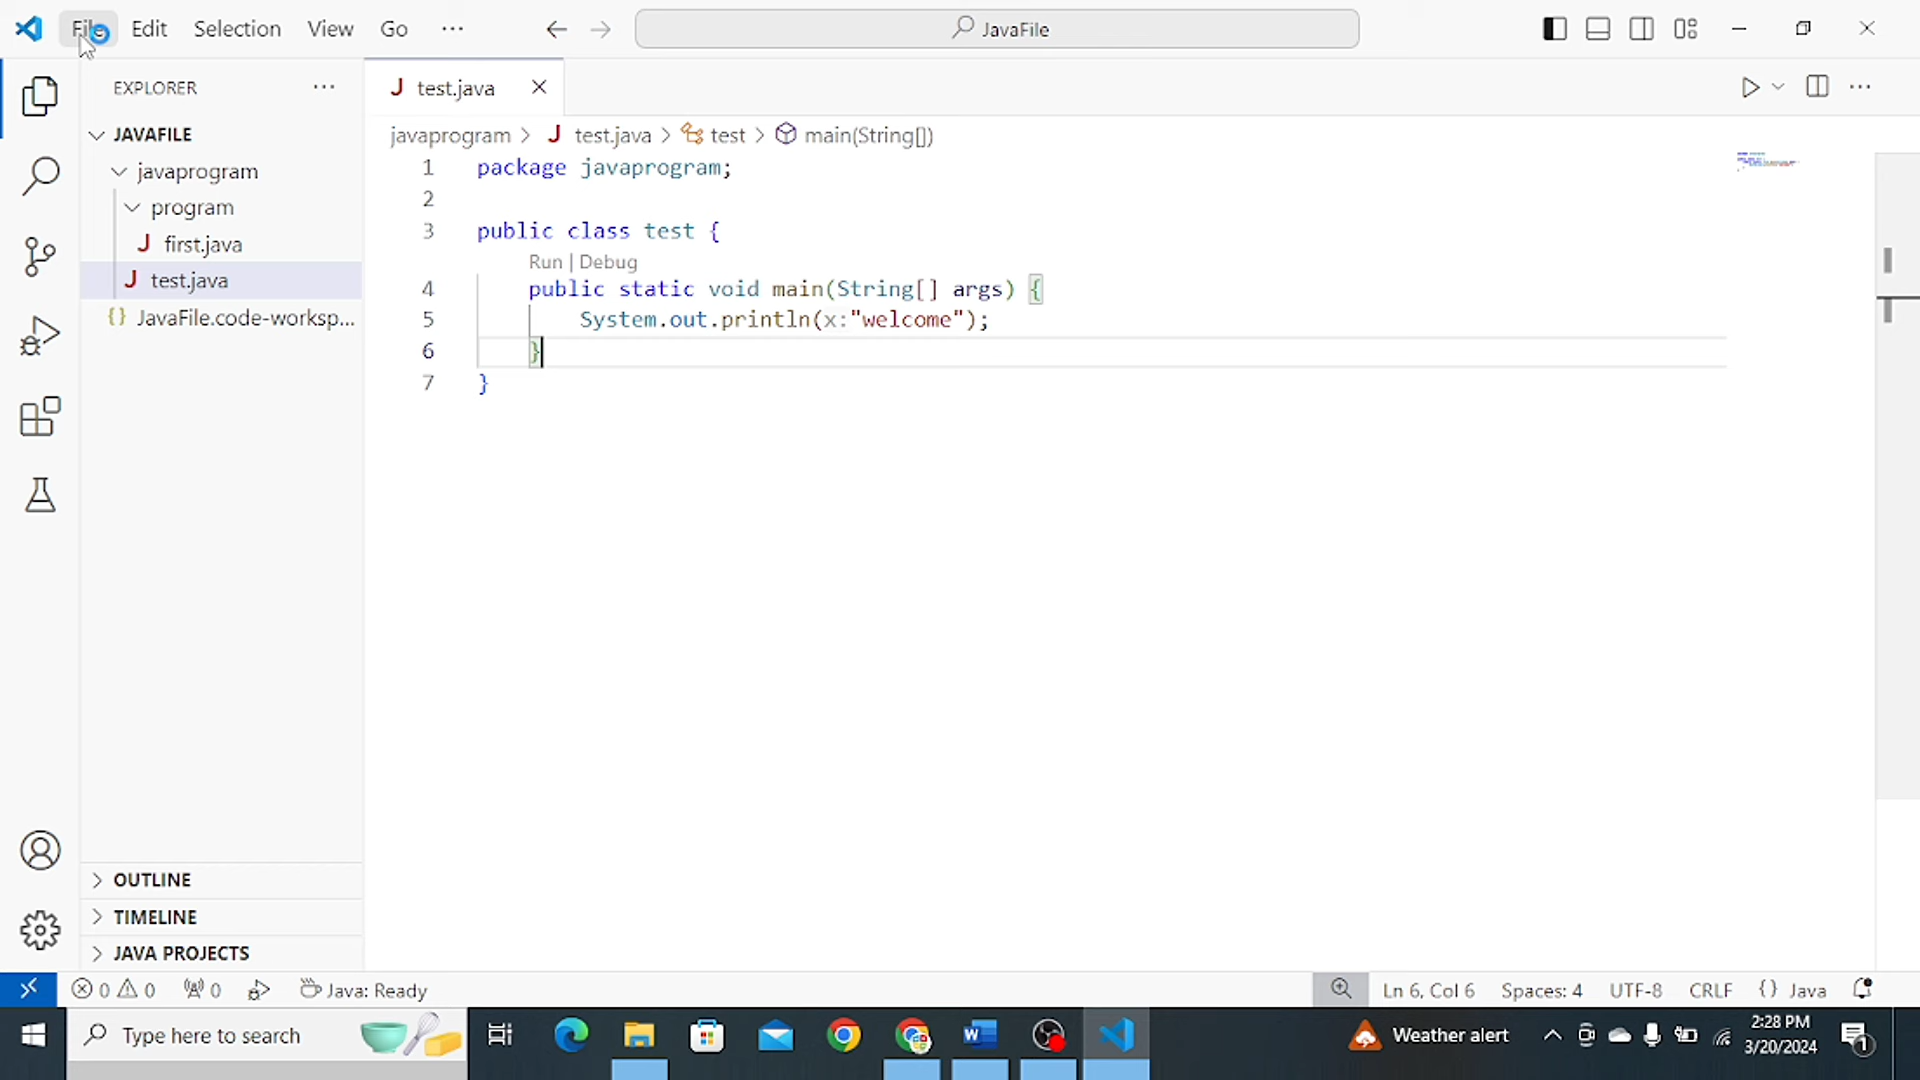 File Edit Selection View Go ··· JavaFile
EXPLORER ···
test.java
JAVAFILE
javaprogram
program
first.java
test.java
JavaFile.code-worksp...
javaprogram > J test.java > test > main(String[])
1 package javaprogram;
2
3 public class test {
Run | Debug
4 public static void main(String[] args) {
5 System.out.println(x:"welcome");
6 }
7 }
OUTLINE
TIMELINE
JAVA PROJECTS
0 0 0 Java: Ready
Ln 6, Col 6 Spaces: 4 UTF-8 CRLF {} Java
Type here to search
Weather alert
2:28 PM
3/20/2024
1